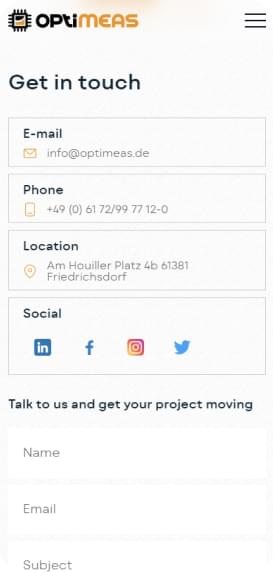 OPtiMEAS
Get in touch
E-mail
info@optimeas.de
Phone
+49 (0) 61 72/99 77 12-0
Location
Am Houiller Platz 4b 61381
Friedrichsdorf
Social
Talk to us and get your project moving
Name
Email
Subject